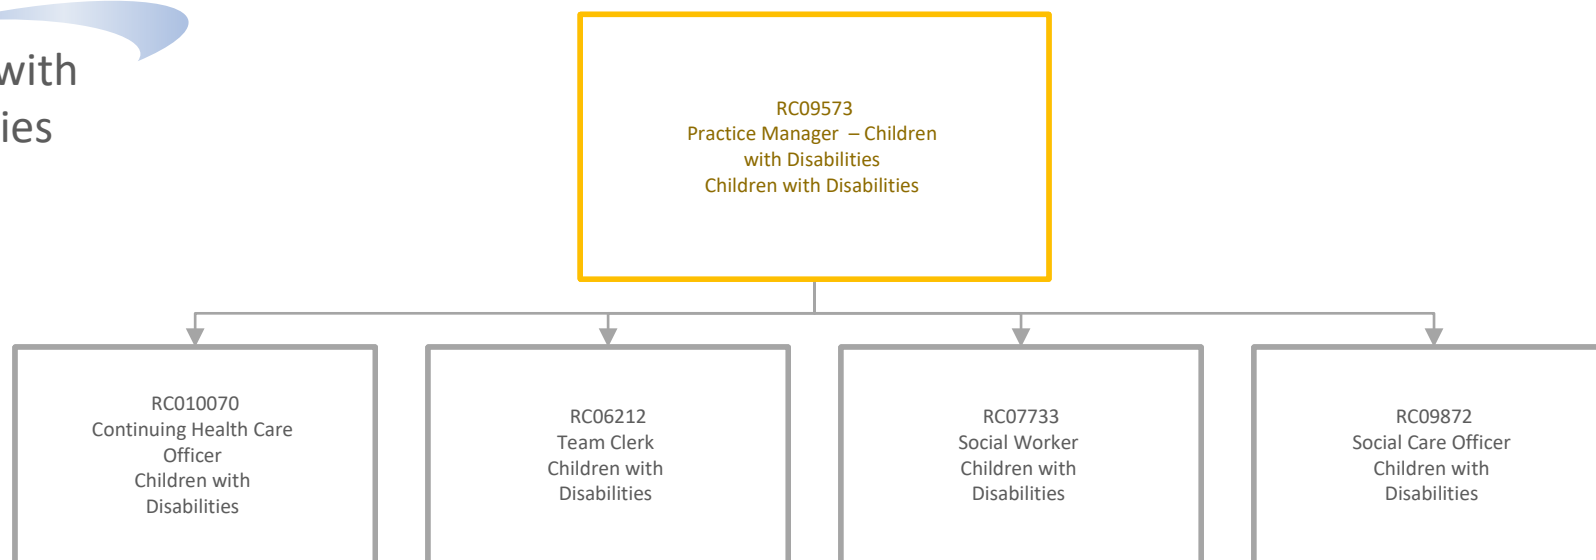 with
ies
RC09573
Practice Manager – Children
with Disabilities
Children with Disabilities
RC010070
Continuing Health Care
Officer
Children with
Disabilities
RC06212
Team Clerk
Children with
Disabilities
RC07733
Social Worker
Children with
Disabilities
RC09872
Social Care Officer
Children with
Disabilities